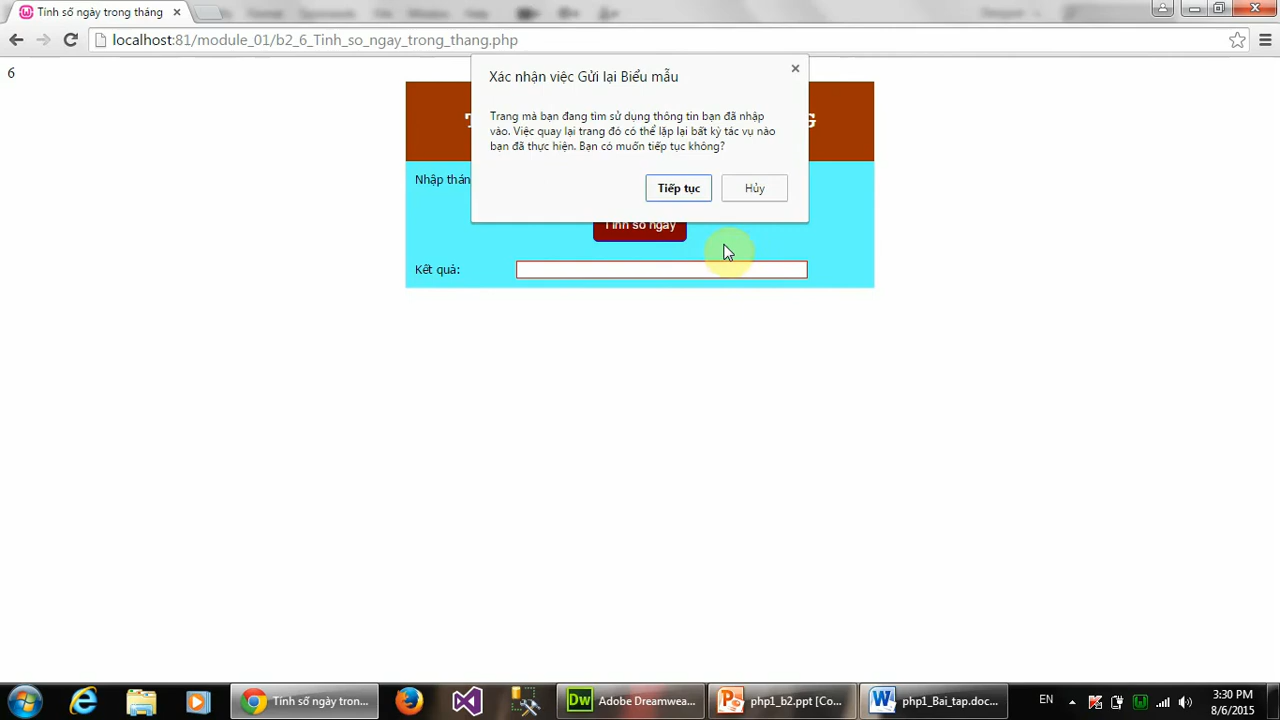 Tính số ngày trong tháng
localhost:81/module_01/b2_6_Tinh_so_ngay_trong_thang.php
6
Xác nhận việc Gửi lại Biểu mẫu
Trang mà bạn đang tìm sử dụng thông tin bạn đã nhập
vào. Việc quay lại trang đó có thể lặp lại bất kỳ tác vụ nào
bạn đã thực hiện. Bạn có muốn tiếp tục không?
Tiếp tục
Hủy
Nhập thán
Tính số ngày
Kết quả:
Tính số ngày tron...
Dw
Adobe Dreamwea...
php1_b2.ppt [Co...
php1_Bai_tap.doc...
EN
3:30 PM
8/6/2015